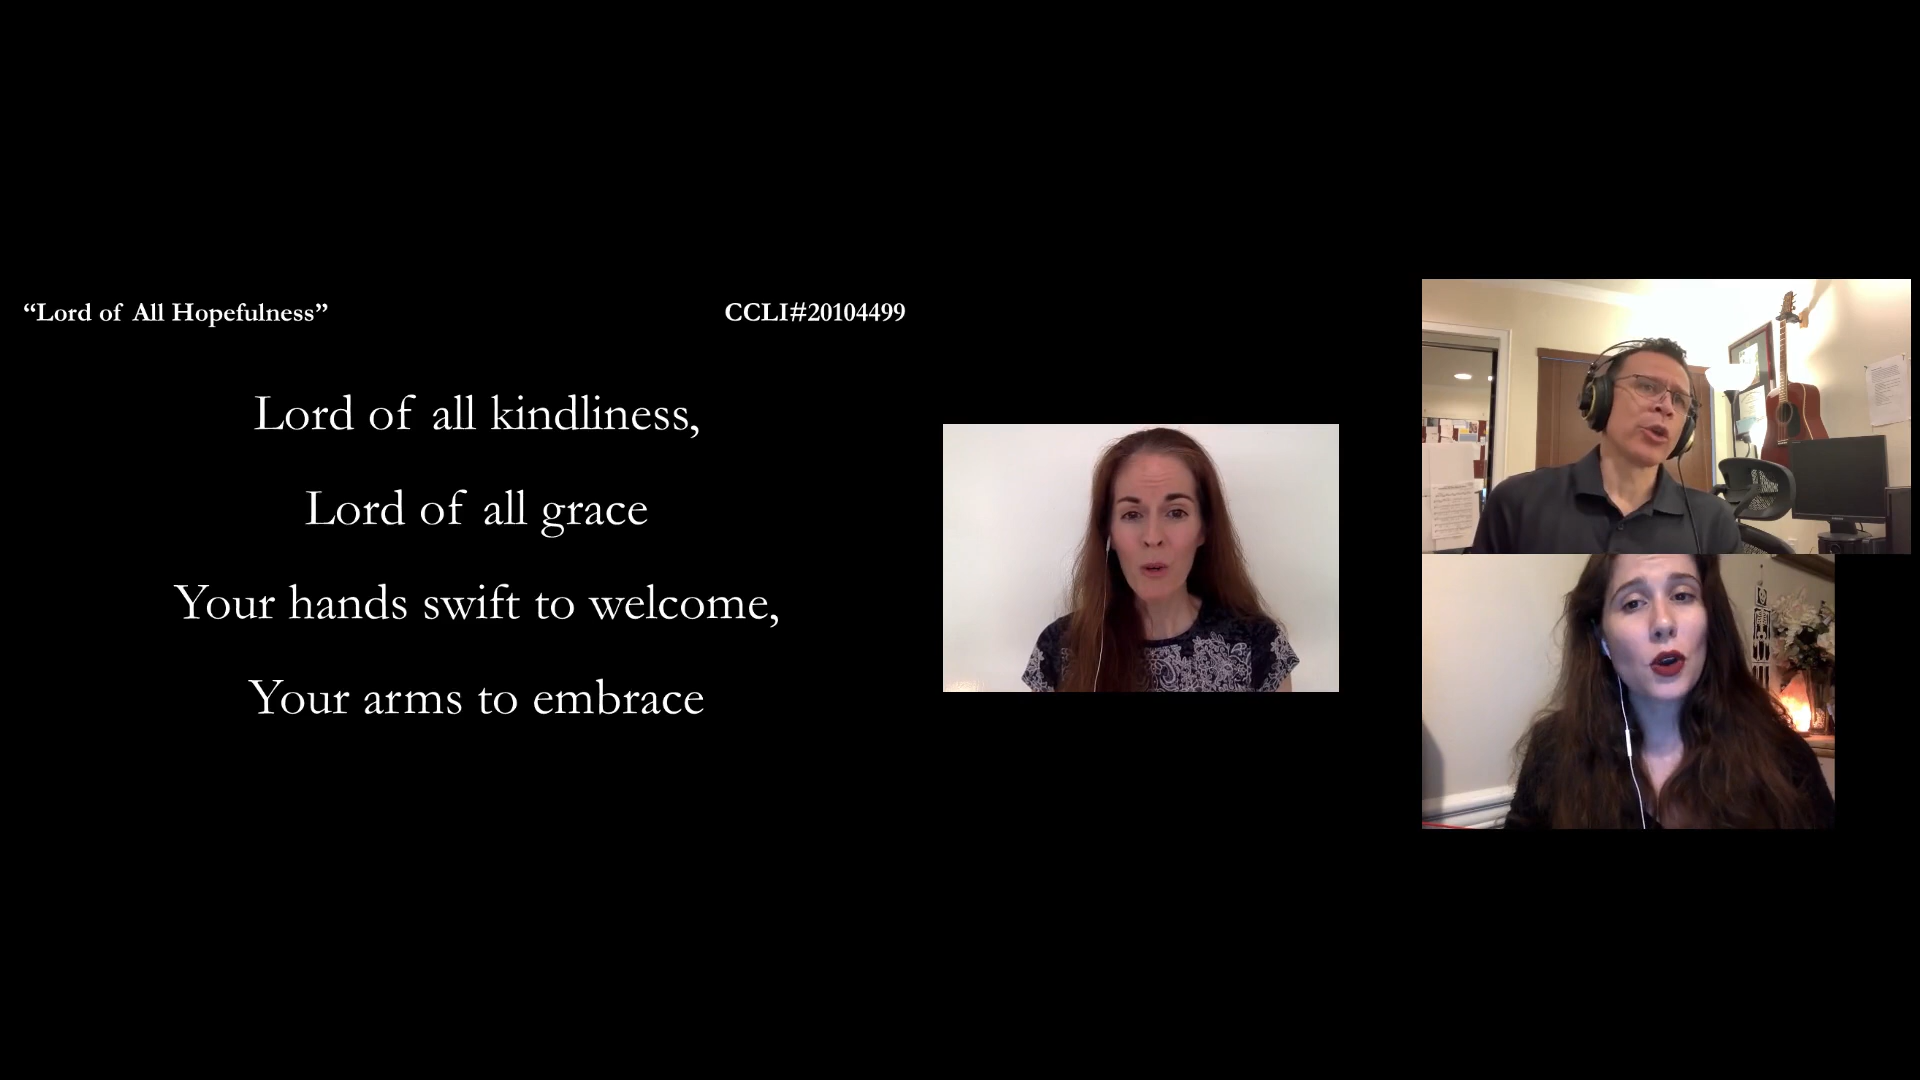 “Lord of All Hopefulness” CCLI#20104499
Lord of all kindliness,
Lord of all grace
Your hands swift to welcome,
Your arms to embrace